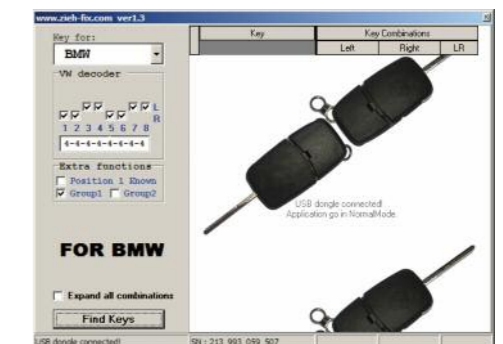 www.zieh-fix.com ver1.3
Key for:
BMW
VW decoder
L
R
1 2 3 4 5 6 7 8
4-4-4-4-4-4-4-4
Extra functions
Position 1 Known
Group1 Group2
FOR BMW
Expand all combinations
Find Keys
Key
Key Combinations
Left Right LR
USB dongle connected!
Application go in NormalMode
USB dongle connected!
SN : 213 993 059 507